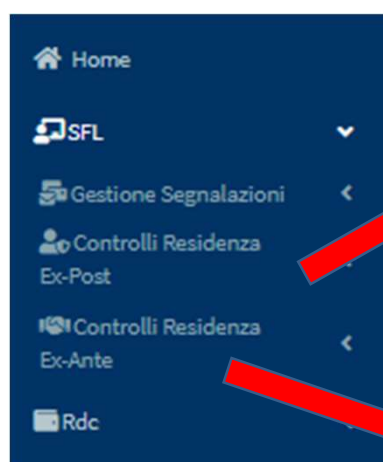 Home
SFL
Gestione Segnalazioni
Controlli Residenza
Ex-Post
Controlli Residenza
Ex-Ante
Rdc